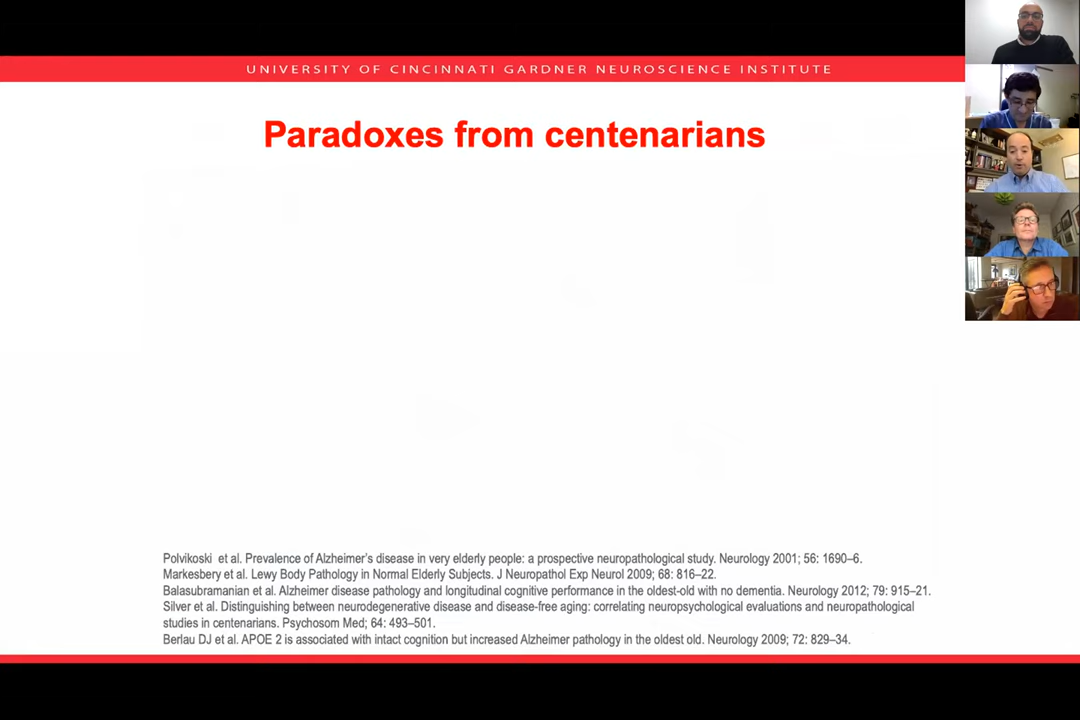 UNIVERSITY OF CINCINNATI GARDNER NEUROSCIENCE INSTITUTE
Paradoxes from centenarians
Polvikoski et al. Prevalence of Alzheimer's disease in very elderly people: a prospective neuropathological study. Neurology 2001; 56: 1690–6.
Markesbery et al. Lewy Body Pathology in Normal Elderly Subjects. J Neuropathol Exp Neurol 2009; 68: 816–22.
Balasubramanian et al. Alzheimer disease pathology and longitudinal cognitive performance in the oldest-old with no dementia. Neurology 2012; 79: 915–21.
Silver et al. Distinguishing between neurodegenerative disease and disease-free aging: correlating neuropsychological evaluations and neuropathological
studies in centenarians. Psychosom Med; 64: 493–501.
Berlau DJ et al. APOE 2 is associated with intact cognition but increased Alzheimer pathology in the oldest old. Neurology 2009; 72: 829–34.